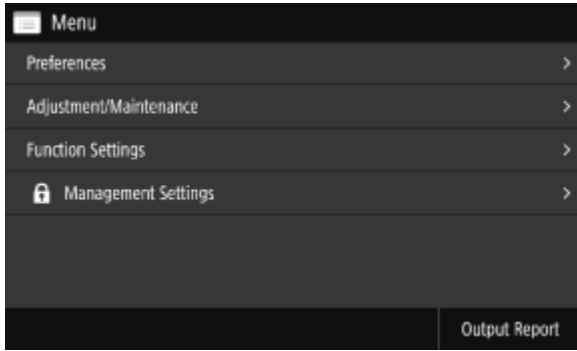 Menu
Preferences
Adjustment/Maintenance
Function Settings
Management Settings
Output Report